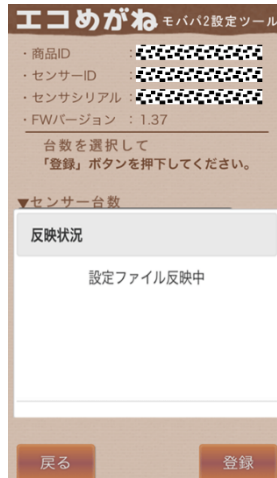 エコめがねモバパ2設定ツール
・商品ID :
・センサーID :
・センサシリアル :
・FWバージョン : 1.37
台数を選択して
「登録」ボタンを押下してください。
▼センサー台数
反映状況
設定ファイル反映中
戻る 登録